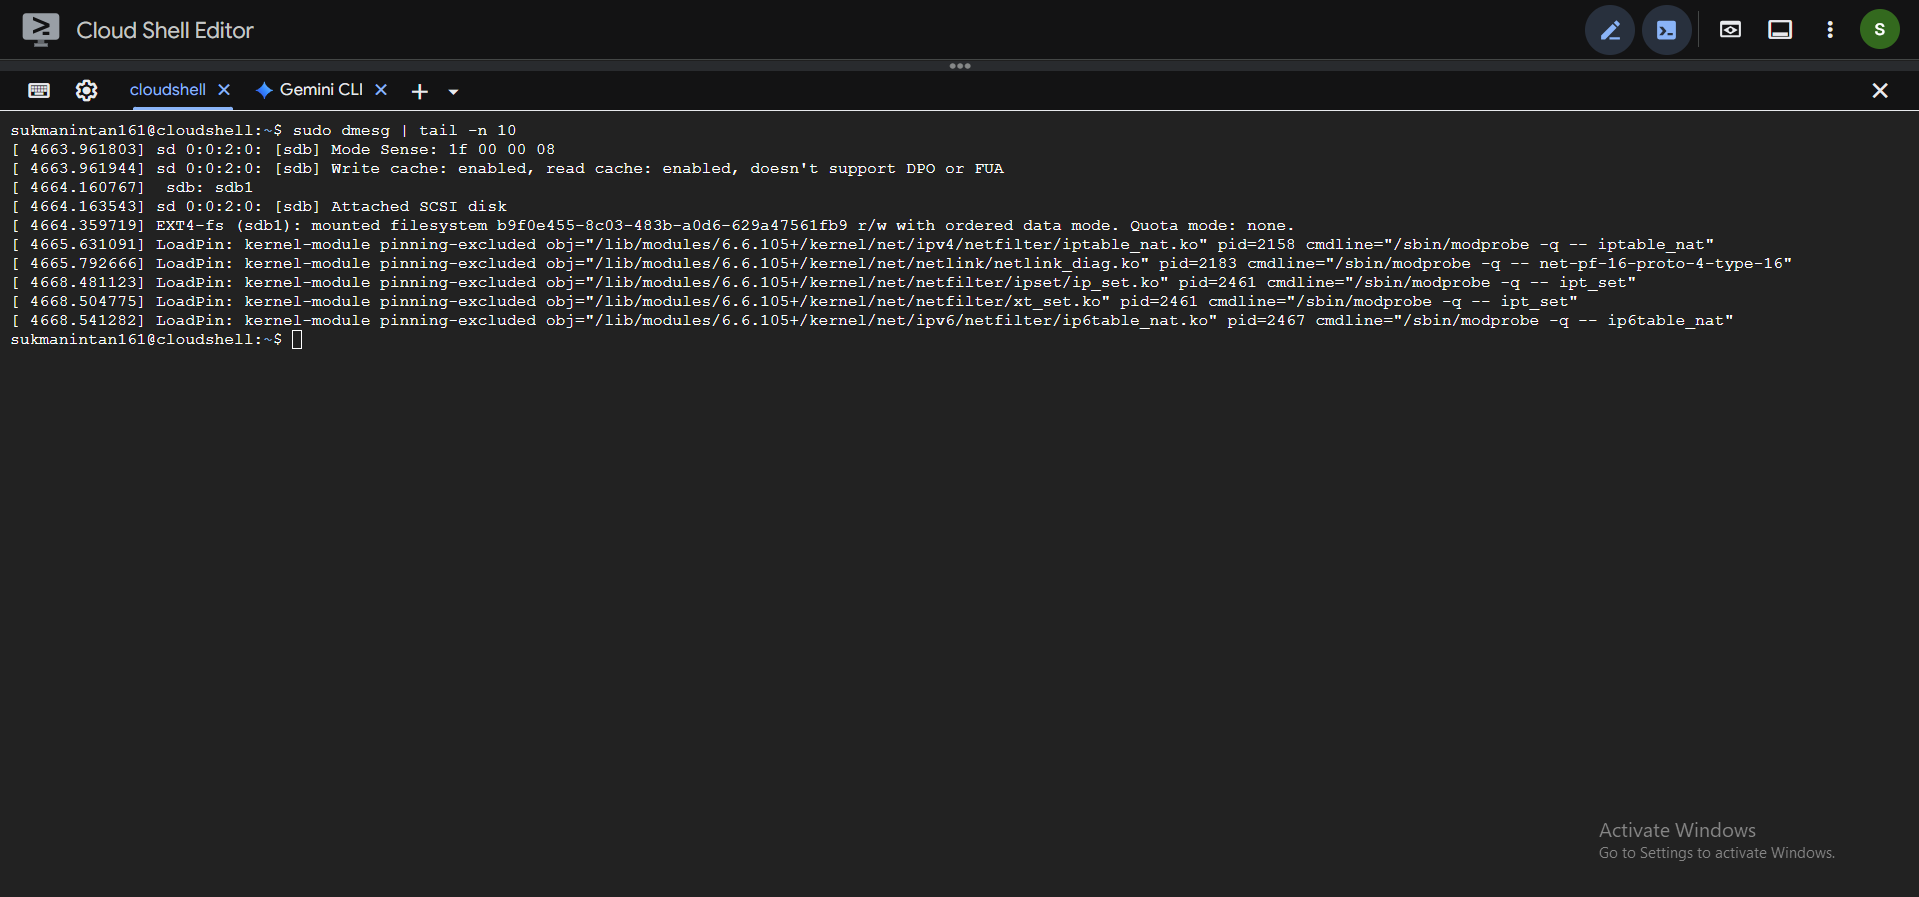 Cloud Shell Editor
S
cloudshell
Gemini CLI
sukmanintan161@cloudshell:~$ sudo dmesg | tail -n 10
[ 4663.961803] sd 0:0:2:0: [sdb] Mode Sense: 1f 00 00 08
[ 4663.961944] sd 0:0:2:0: [sdb] Write cache: enabled, read cache: enabled, doesn't support DPO or FUA
[ 4664.160767]  sdb: sdb1
[ 4664.163543] sd 0:0:2:0: [sdb] Attached SCSI disk
[ 4664.359719] EXT4-fs (sdb1): mounted filesystem b9f0e455-8c03-483b-a0d6-629a47561fb9 r/w with ordered data mode. Quota mode: none.
[ 4665.631091] LoadPin: kernel-module pinning-excluded obj="/lib/modules/6.6.105+/kernel/net/ipv4/netfilter/iptable_nat.ko" pid=2158 cmdline="/sbin/modprobe -q -- iptable_nat"
[ 4665.792666] LoadPin: kernel-module pinning-excluded obj="/lib/modules/6.6.105+/kernel/net/netlink/netlink_diag.ko" pid=2183 cmdline="/sbin/modprobe -q -- net-pf-16-proto-4-type-16"
[ 4668.481123] LoadPin: kernel-module pinning-excluded obj="/lib/modules/6.6.105+/kernel/net/netfilter/ipset/ip_set.ko" pid=2461 cmdline="/sbin/modprobe -q -- ipt_set"
[ 4668.504775] LoadPin: kernel-module pinning-excluded obj="/lib/modules/6.6.105+/kernel/net/netfilter/xt_set.ko" pid=2461 cmdline="/sbin/modprobe -q -- ipt_set"
[ 4668.541282] LoadPin: kernel-module pinning-excluded obj="/lib/modules/6.6.105+/kernel/net/ipv6/netfilter/ip6table_nat.ko" pid=2467 cmdline="/sbin/modprobe -q -- ip6table_nat"
sukmanintan161@cloudshell:~$
Activate Windows
Go to Settings to activate Windows.